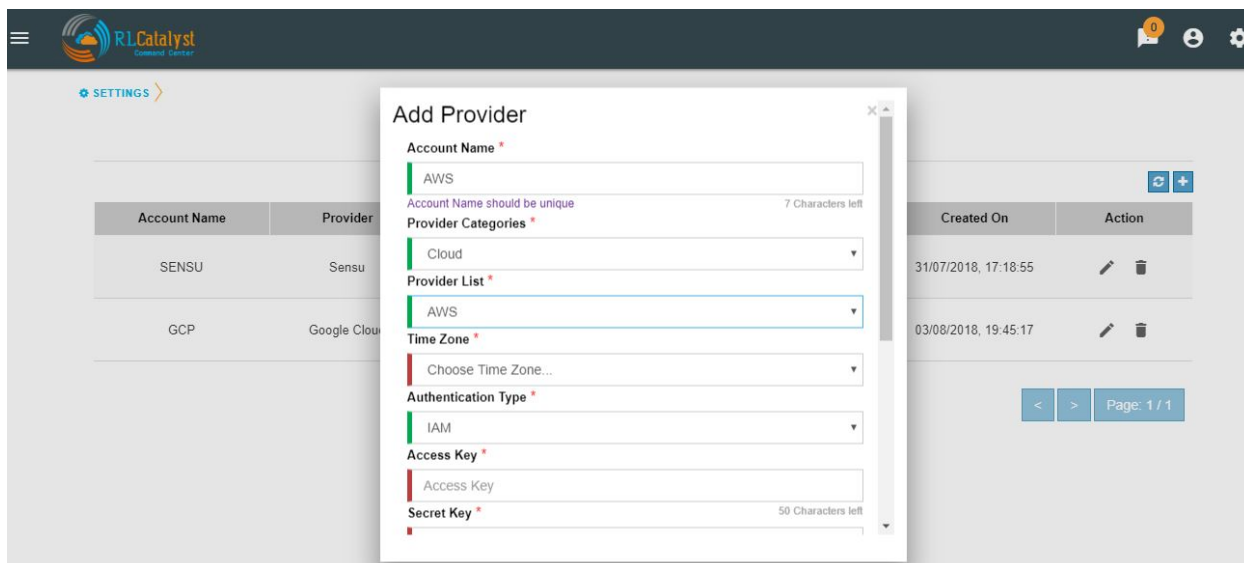 RLCatalyst
Command Center
0
SETTINGS
Add Provider
×
Account Name *
AWS
Account Name should be unique
7 Characters left
Provider Categories *
Cloud
Provider List *
AWS
Time Zone *
Choose Time Zone...
Authentication Type *
IAM
Access Key *
Access Key
50 Characters left
Secret Key *
Account Name Provider Created On Action
SENSU Sensu 31/07/2018, 17:18:55
GCP Google Clou 03/08/2018, 19:45:17
< > Page: 1 / 1